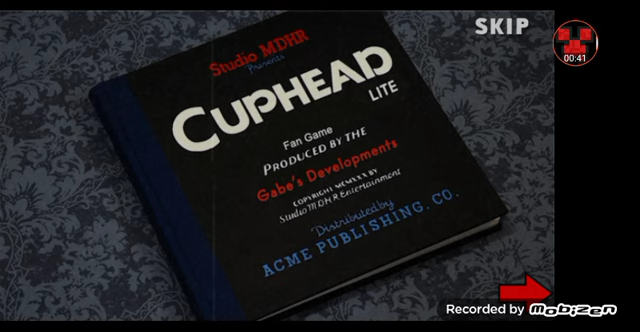 SKIP
00:41
Studio MDHR
Presents
CUPHEAD
LITE
Fan Game
PRODUCED BY THE
Gabe's Developments
COPYRIGHT MCMXXX BY
Studio MDHR Entertainment
Distributed by
ACME PUBLISHING. CO.
Recorded by Mobizen